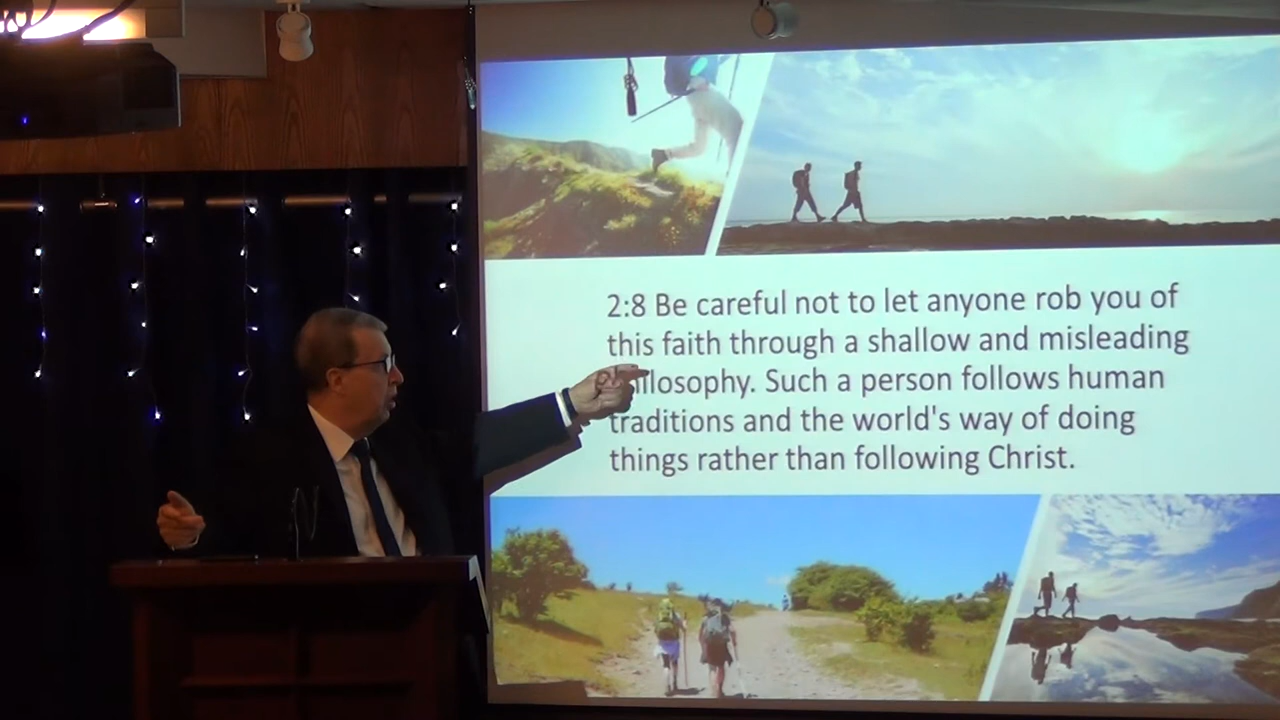 2:8 Be careful not to let anyone rob you of
this faith through a shallow and misleading
philosophy. Such a person follows human
traditions and the world's way of doing
things rather than following Christ.